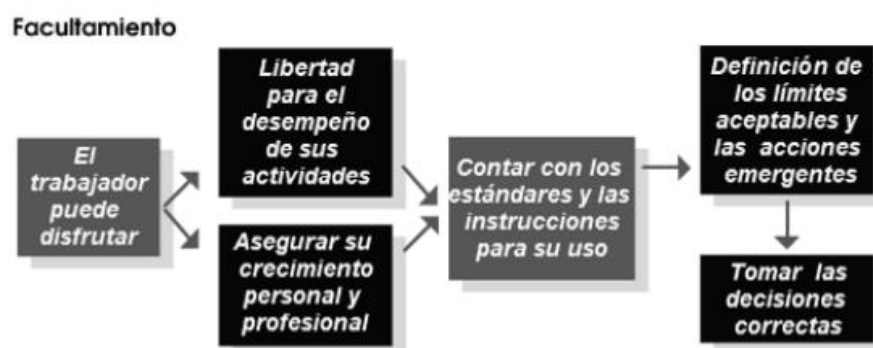 Facultamiento
El
trabajador
puede
disfrutar
Libertad
para el
desempeño
de sus
actividades
Asegurar su
crecimiento
personal y
profesional
Contar con los
estándares y las
instrucciones
para su uso
Definición de
los límites
aceptables y
las acciones
emergentes
Tomar las
decisiones
correctas